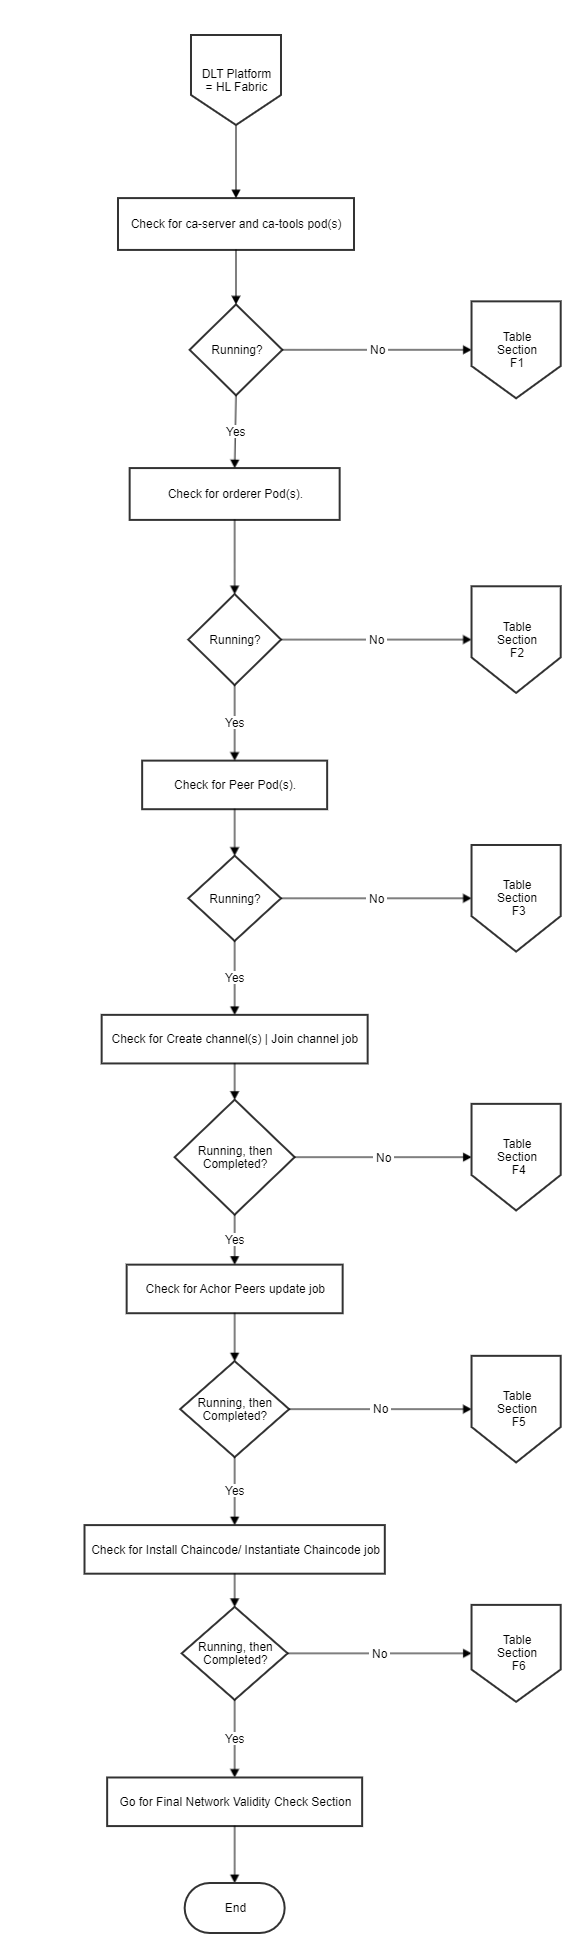 DLT Platform
= HL Fabric
Check for ca-server and ca-tools pod(s)
Running?
No
Table
Section
F1
Yes
Check for orderer Pod(s).
Running?
No
Table
Section
F2
Yes
Check for Peer Pod(s).
Running?
No
Table
Section
F3
Yes
Check for Create channel(s) | Join channel job
Running, then
Completed?
No
Table
Section
F4
Yes
Check for Achor Peers update job
Running, then
Completed?
No
Table
Section
F5
Yes
Check for Install Chaincode/ Instantiate Chaincode job
Running, then
Completed?
No
Table
Section
F6
Yes
Go for Final Network Validity Check Section
End